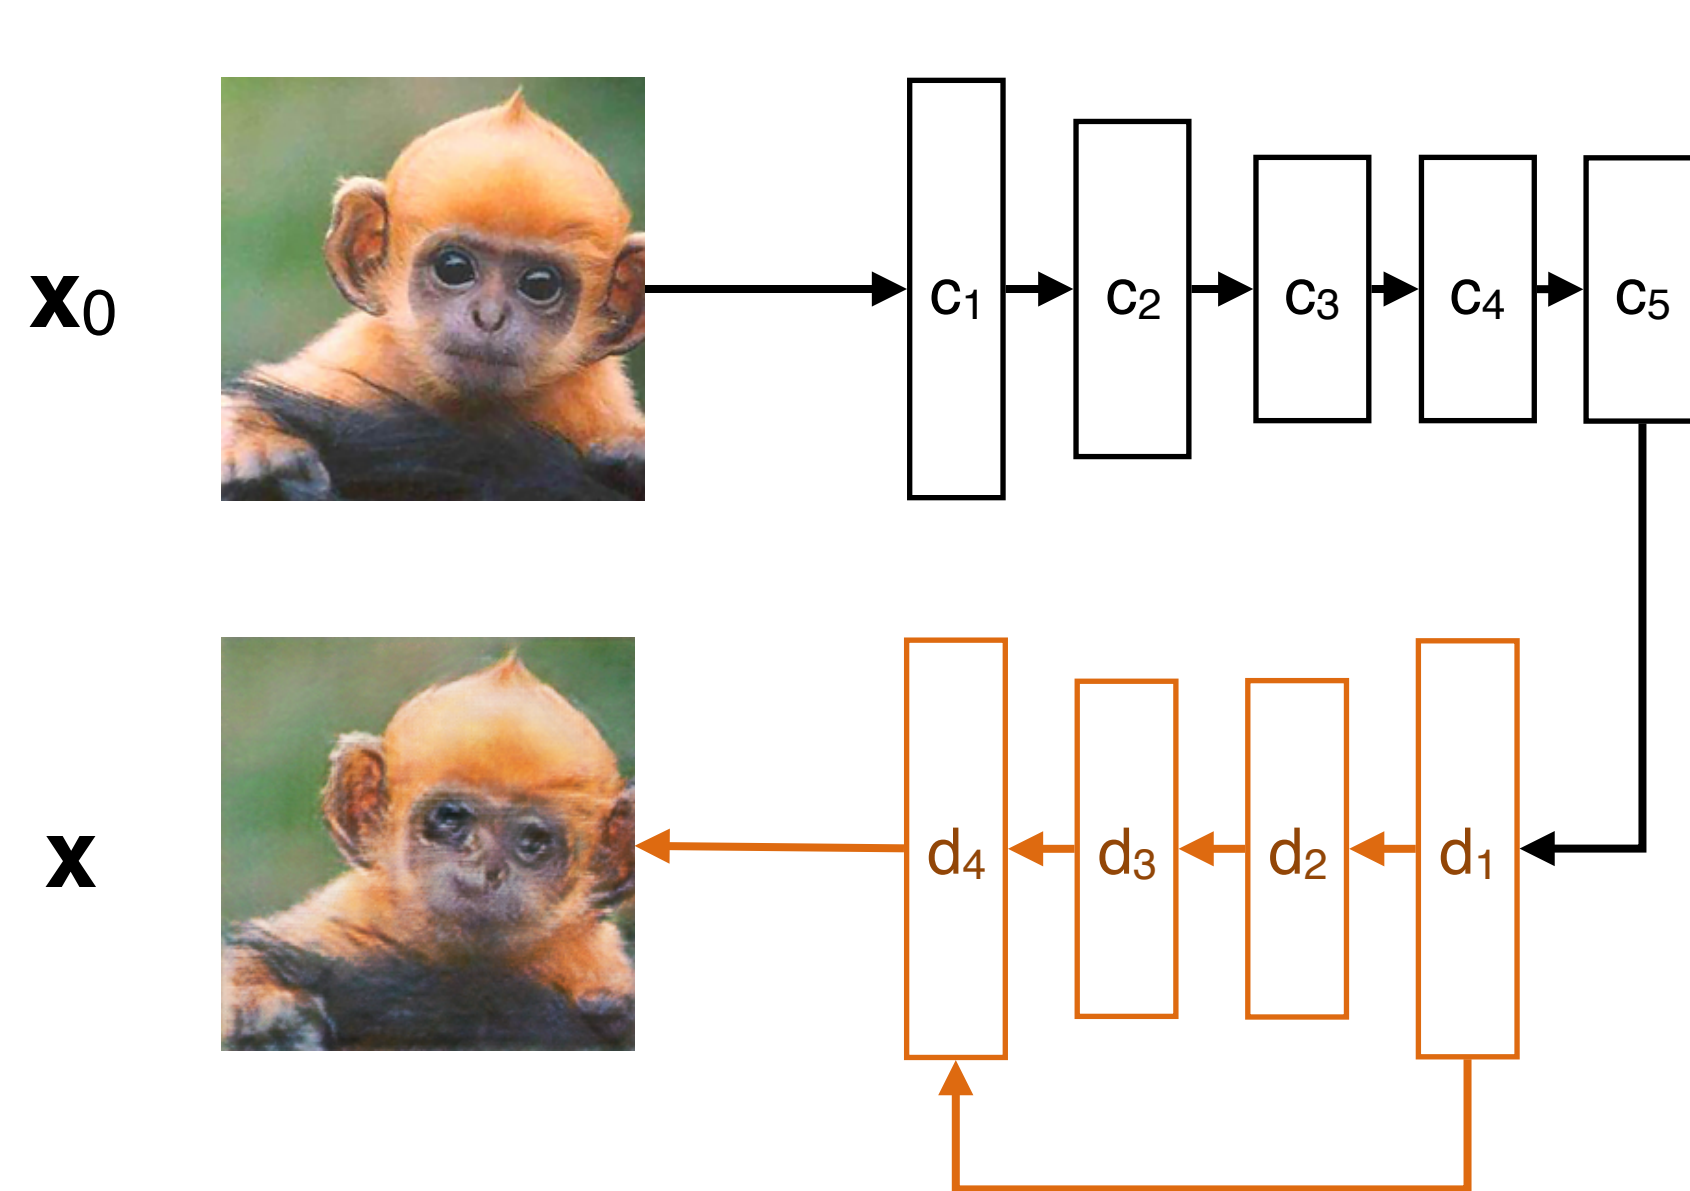 x₀ c₁ c₂ c₃ c₄ c₅
x d₄ d₃ d₂ d₁